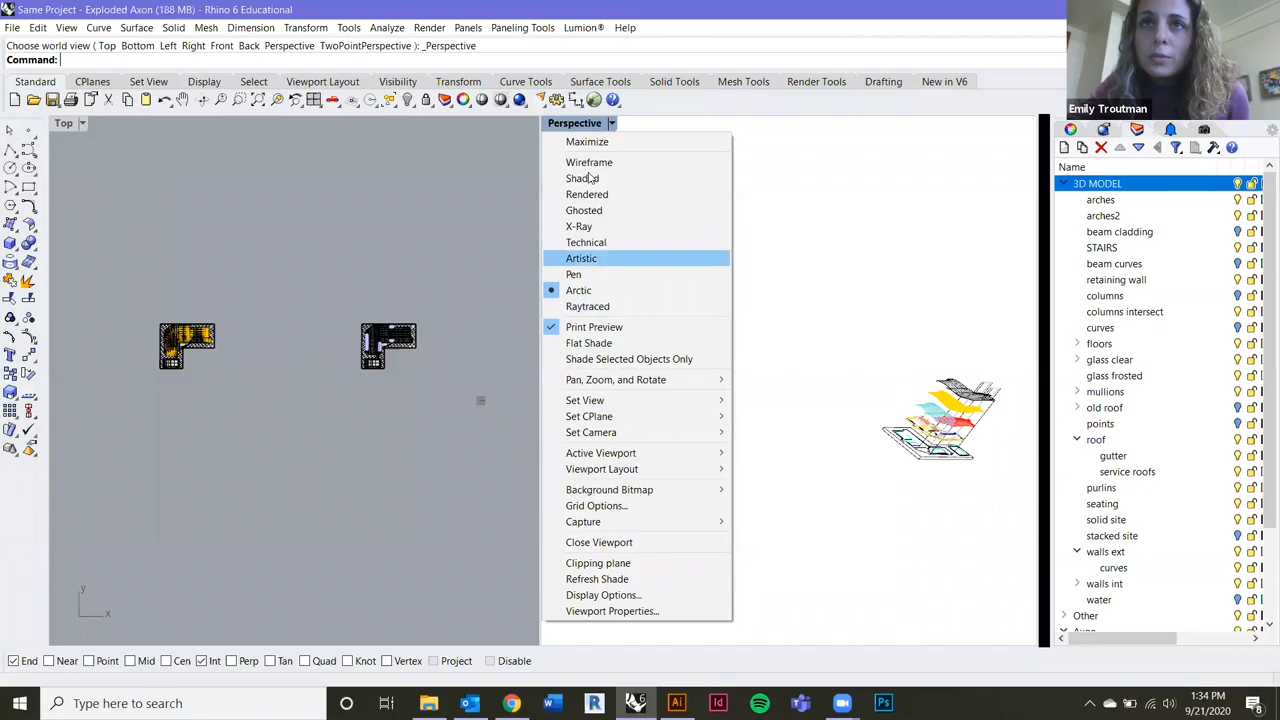 Same Project - Exploded Axon (188 MB) - Rhino 6 Educational
File Edit View Curve Surface Solid Mesh Dimension Transform Tools Analyze Render Panels Paneling Tools Lumion® Help
Choose world view ( Top Bottom Left Right Front Back Perspective TwoPointPerspective ): _Perspective
Command:
Standard CPlanes Set View Display Select Viewport Layout Visibility Transform Curve Tools Surface Tools Solid Tools Mesh Tools Render Tools Drafting New in V6
Emily Troutman
Top
Perspective
Maximize
Wireframe
Shaded
Rendered
Ghosted
X-Ray
Technical
Artistic
Pen
Arctic
Raytraced
Print Preview
Flat Shade
Shade Selected Objects Only
Pan, Zoom, and Rotate
Set View
Set CPlane
Set Camera
Active Viewport
Viewport Layout
Background Bitmap
Grid Options...
Capture
Close Viewport
Clipping plane
Refresh Shade
Display Options...
Viewport Properties...
y
x
Name
3D MODEL
arches
arches2
beam cladding
STAIRS
beam curves
retaining wall
columns
columns intersect
curves
floors
glass clear
glass frosted
mullions
old roof
points
roof
gutter
service roofs
purlins
seating
solid site
stacked site
walls ext
curves
walls int
water
Other
Axon
End Near Point Mid Cen Int Perp Tan Quad Knot Vertex Project Disable
Type here to search
1:34 PM
9/21/2020